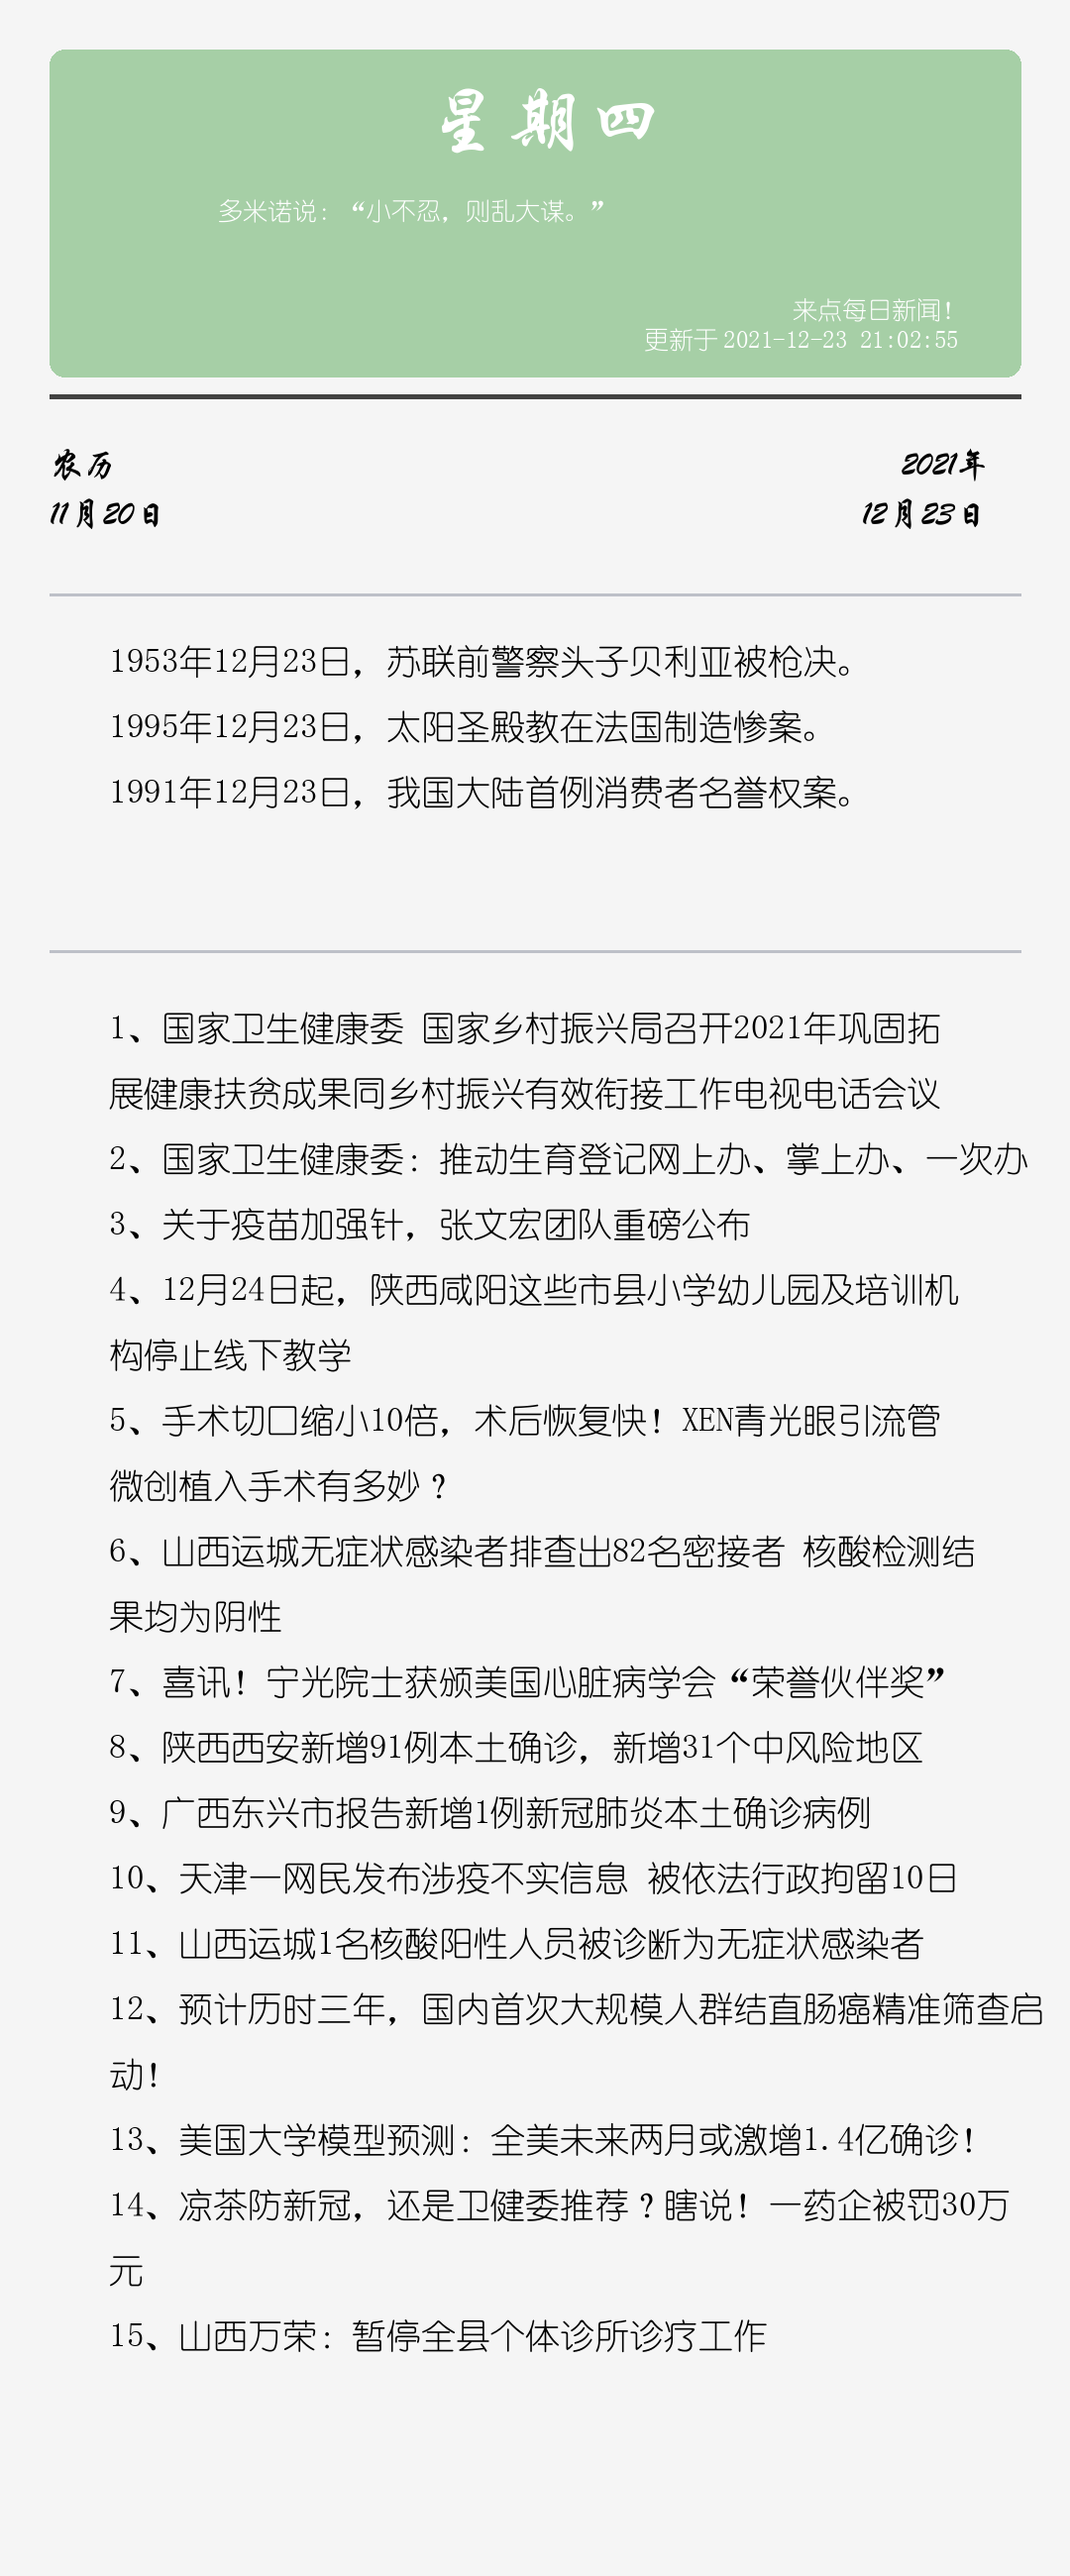 星期四
多米诺说：“小不忍，则乱大谋。”
来点每日新闻！
更新于 2021-12-23 21:02:55
农历
2021年
11月20日
12月23日
1953年12月23日，苏联前警察头子贝利亚被枪决。
1995年12月23日，太阳圣殿教在法国制造惨案。
1991年12月23日，我国大陆首例消费者名誉权案。
1、国家卫生健康委 国家乡村振兴局召开2021年巩固拓
展健康扶贫成果同乡村振兴有效衔接工作电视电话会议
2、国家卫生健康委：推动生育登记网上办、掌上办、一次办
3、关于疫苗加强针，张文宏团队重磅公布
4、12月24日起，陕西咸阳这些市县小学幼儿园及培训机
构停止线下教学
5、手术切口缩小10倍，术后恢复快！XEN青光眼引流管
微创植入手术有多妙？
6、山西运城无症状感染者排查出82名密接者 核酸检测结
果均为阴性
7、喜讯！宁光院士获颁美国心脏病学会“荣誉伙伴奖”
8、陕西西安新增91例本土确诊，新增31个中风险地区
9、广西东兴市报告新增1例新冠肺炎本土确诊病例
10、天津一网民发布涉疫不实信息 被依法行政拘留10日
11、山西运城1名核酸阳性人员被诊断为无症状感染者
12、预计历时三年，国内首次大规模人群结直肠癌精准筛查启
动！
13、美国大学模型预测：全美未来两月或激增1.4亿确诊！
14、凉茶防新冠，还是卫健委推荐？瞎说！一药企被罚30万
元
15、山西万荣：暂停全县个体诊所诊疗工作